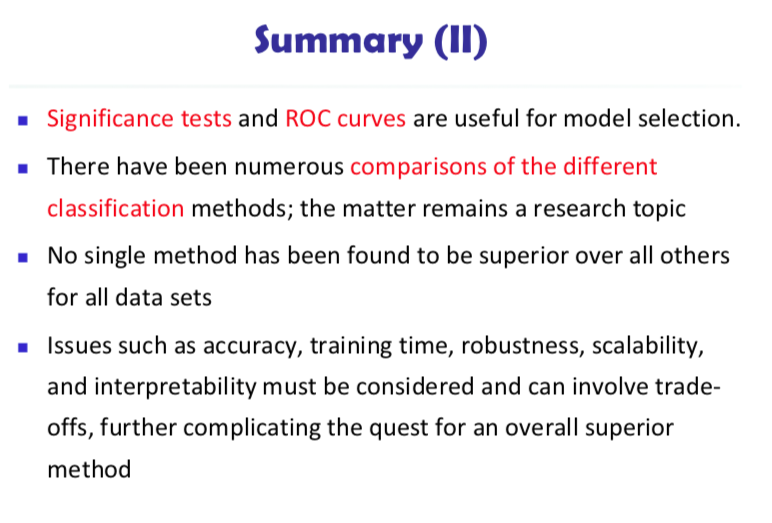 Summary (II)
▪ Significance tests and ROC curves are useful for model selection.
▪ There have been numerous comparisons of the different
classification methods; the matter remains a research topic
▪ No single method has been found to be superior over all others
for all data sets
▪ Issues such as accuracy, training time, robustness, scalability,
and interpretability must be considered and can involve trade-
offs, further complicating the quest for an overall superior
method